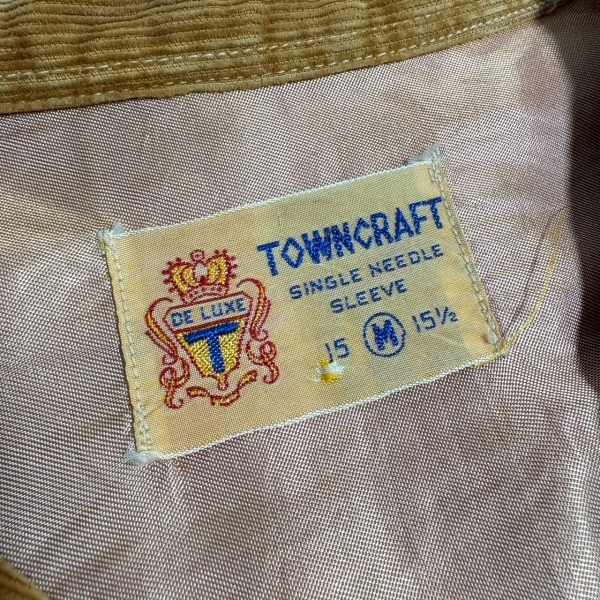 TOWNCRAFT
SINGLE NEEDLE
SLEEVE
15 M 15½
DE LUXE
T